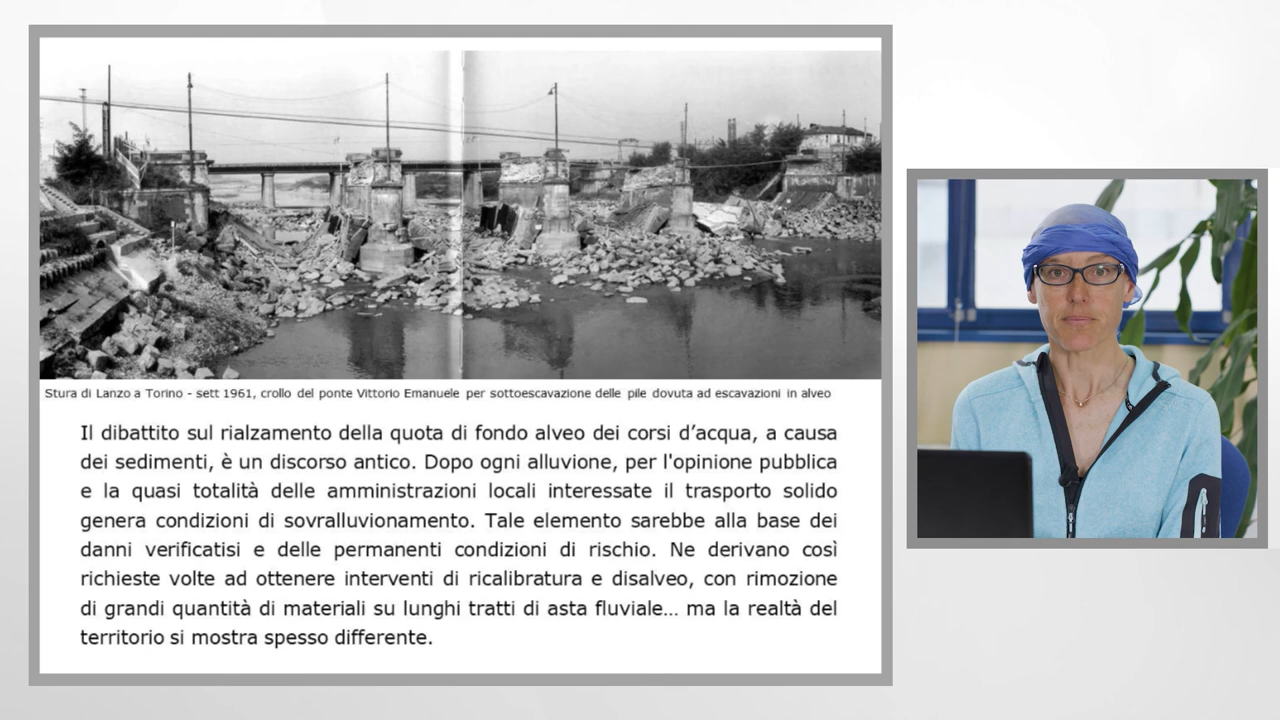 Stura di Lanzo a Torino - sett 1961, crollo del ponte Vittorio Emanuele per sottoescavazione delle pile dovuta ad escavazioni in alveo
Il dibattito sul rialzamento della quota di fondo alveo dei corsi d’acqua, a causa
dei sedimenti, è un discorso antico. Dopo ogni alluvione, per l'opinione pubblica
e la quasi totalità delle amministrazioni locali interessate il trasporto solido
genera condizioni di sovralluvionamento. Tale elemento sarebbe alla base dei
danni verificatisi e delle permanenti condizioni di rischio. Ne derivano così
richieste volte ad ottenere interventi di ricalibratura e disalveo, con rimozione
di grandi quantità di materiali su lunghi tratti di asta fluviale... ma la realtà del
territorio si mostra spesso differente.